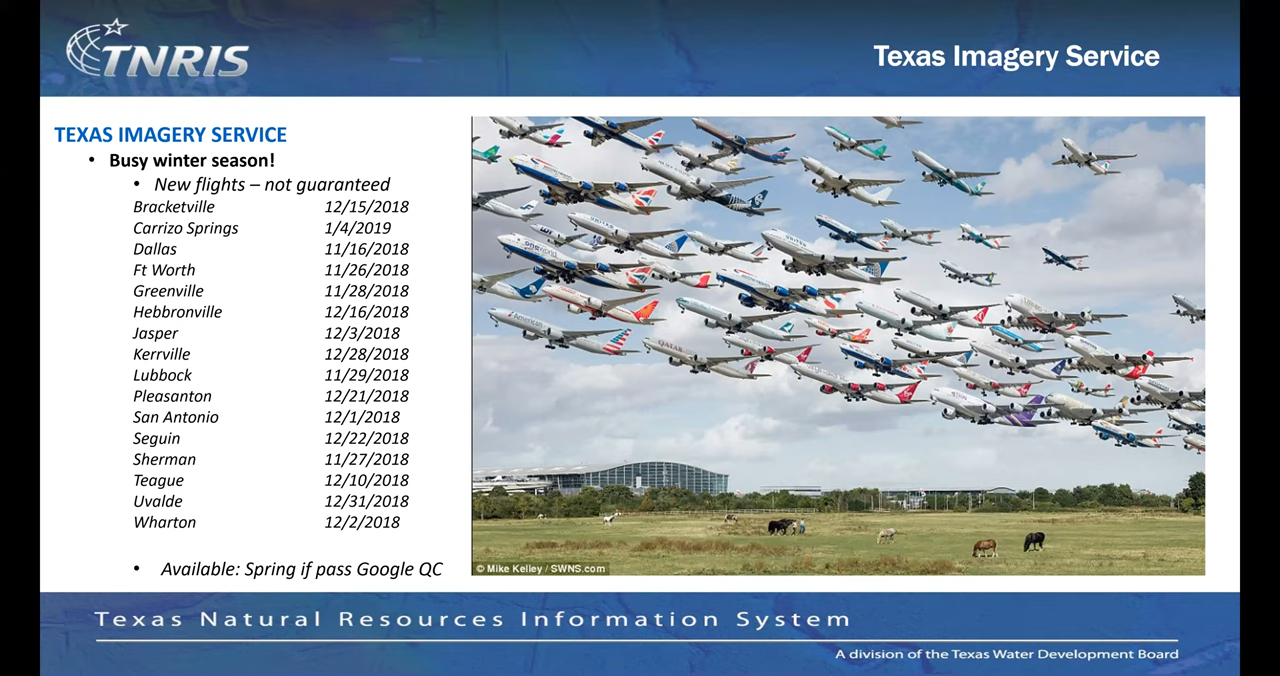 TNRIS
Texas Imagery Service
TEXAS IMAGERY SERVICE
• Busy winter season!
• New flights – not guaranteed
Bracketville 12/15/2018
Carrizo Springs 1/4/2019
Dallas 11/16/2018
Ft Worth 11/26/2018
Greenville 11/28/2018
Hebbronville 12/16/2018
Jasper 12/3/2018
Kerrville 12/28/2018
Lubbock 11/29/2018
Pleasanton 12/21/2018
San Antonio 12/1/2018
Seguin 12/22/2018
Sherman 11/27/2018
Teague 12/10/2018
Uvalde 12/31/2018
Wharton 12/2/2018
• Available: Spring if pass Google QC
UNITED
UNITED
oneworld
American
QATAR
© Mike Kelley / SWNS.com
Texas Natural Resources Information System
A division of the Texas Water Development Board